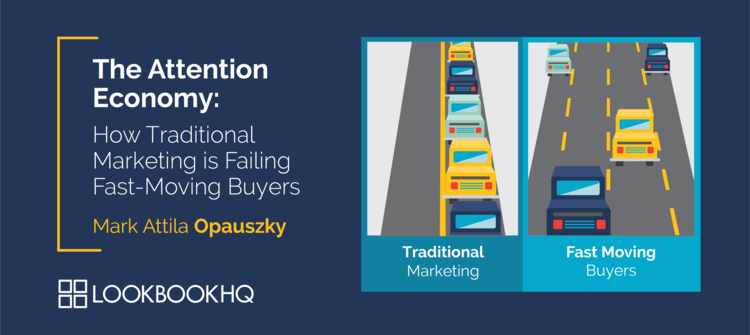 The Attention
Economy:
How Traditional
Marketing is Failing
Fast-Moving Buyers
Mark Attila Opauszky
LOOKBOOKHQ
Traditional
Marketing
Fast Moving
Buyers